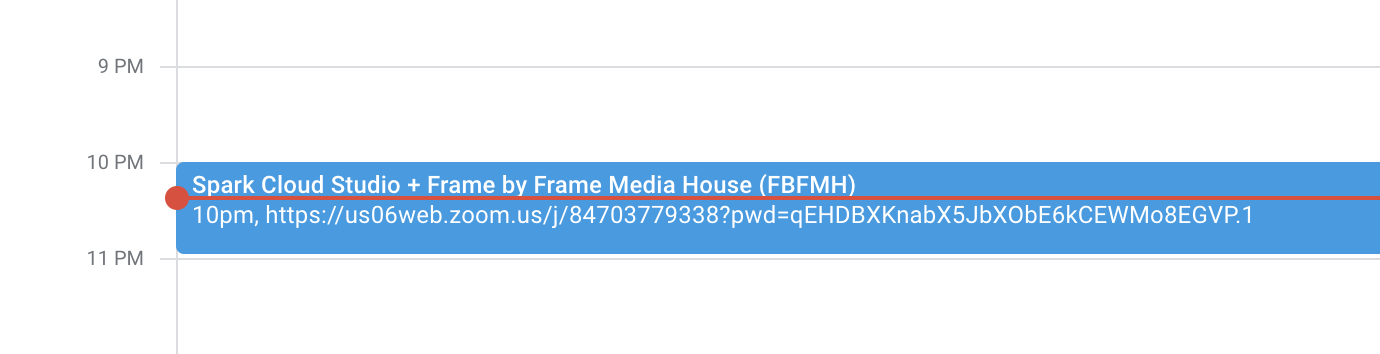 9 PM
10 PM
Spark Cloud Studio + Frame by Frame Media House (FBFMH)
10pm, https://us06web.zoom.us/j/84703779338?pwd=qEHDBXKnabX5JbXObE6kCEWMo8EGVP.1
11 PM